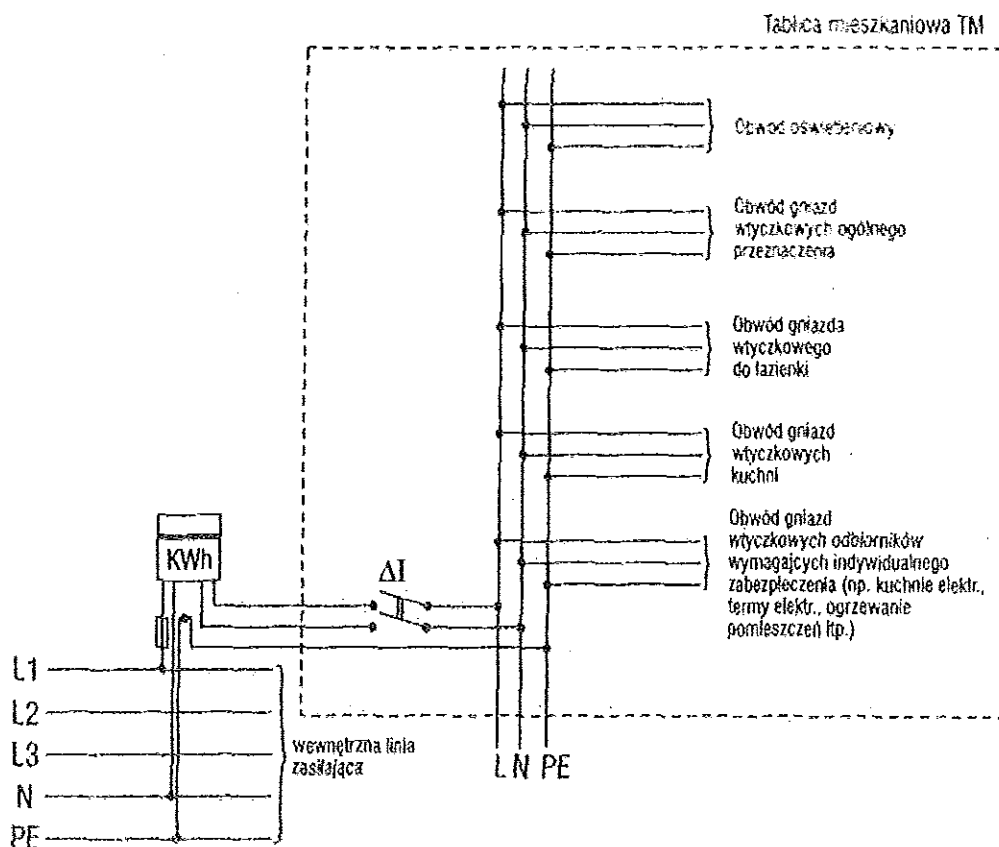 Tablica mieszkaniowa TM
Obwód oświetleniowy
Obwód gniazd
wtyczkowych ogólnego
przeznaczenia
Obwód gniazda
wtyczkowego
do łazienki
Obwód gniazd
wtyczkowych
kuchni
Obwód gniazd
wtyczkowych odbiorników
wymagajcych indywidualnego
zabezpieczenia (np. kuchnie elektr.,
termy elektr., ogrzewanie
pomieszczeń itp.)
KWh
ΔI
L1
L2
L3
N
PE
wewnętrzna linia
zasilająca
L N PE